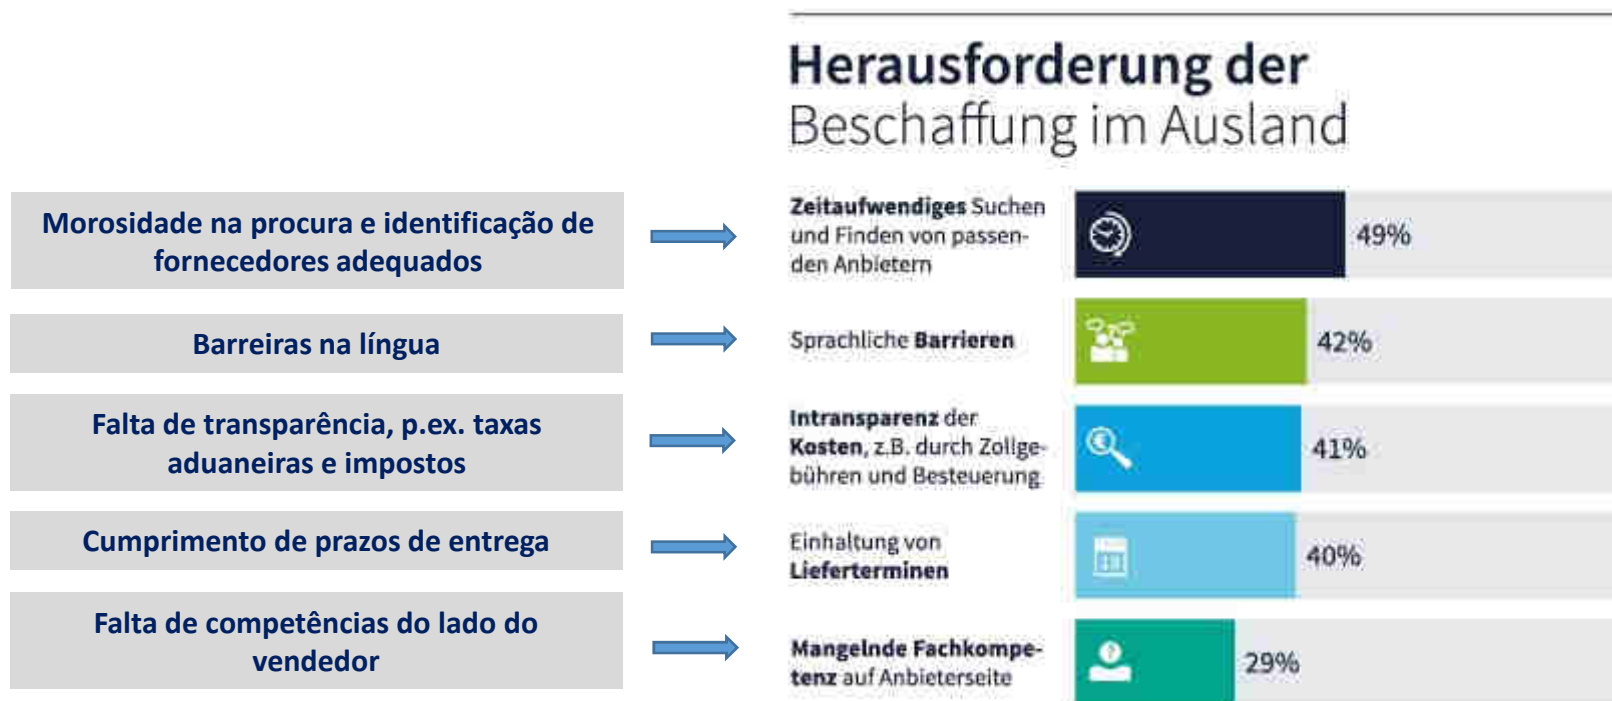 Herausforderung der
Beschaffung im Ausland
Morosidade na procura e identificação de
fornecedores adequados
Zeitaufwendiges Suchen
und Finden von passen-
den Anbietern
49%
Barreiras na língua
Sprachliche Barrieren
42%
Falta de transparência, p.ex. taxas
aduaneiras e impostos
Intransparenz der
Kosten, z.B. durch Zollge-
bühren und Besteuerung
41%
Cumprimento de prazos de entrega
Einhaltung von
Lieferterminen
40%
Falta de competências do lado do
vendedor
Mangelnde Fachkompe-
tenz auf Anbieterseite
29%